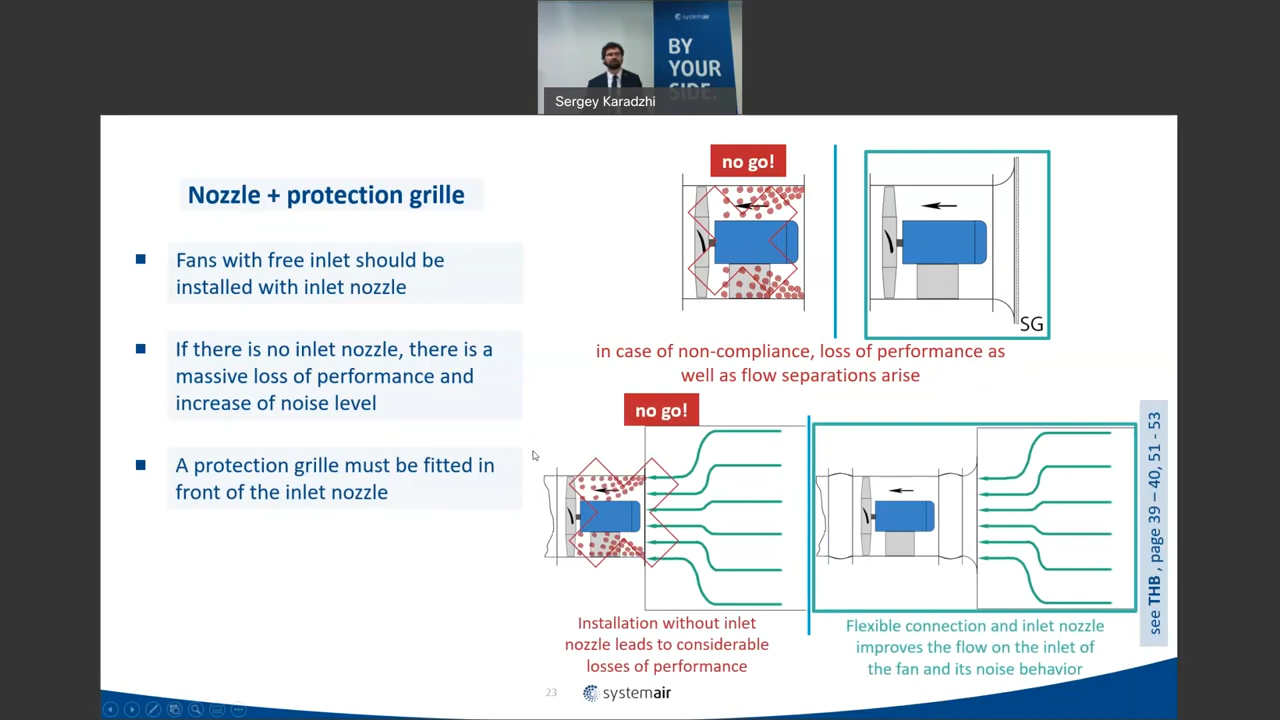 systemair
BY
YOUR
SIDE.
Sergey Karadzhi
Nozzle + protection grille
Fans with free inlet should be
installed with inlet nozzle
If there is no inlet nozzle, there is a
massive loss of performance and
increase of noise level
A protection grille must be fitted in
front of the inlet nozzle
no go!
SG
in case of non-compliance, loss of performance as
well as flow separations arise
no go!
Installation without inlet
nozzle leads to considerable
losses of performance
Flexible connection and inlet nozzle
improves the flow on the inlet of
the fan and its noise behavior
see THB , page 39 – 40, 51 - 53
23
systemair